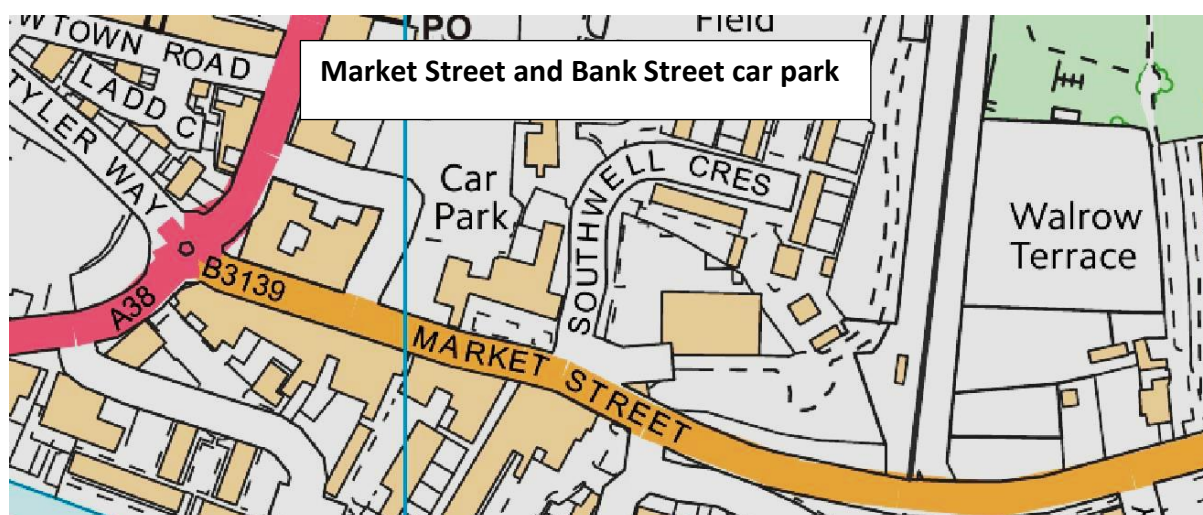 PO
Field
WTOWN ROAD
Market Street and Bank Street car park
LADD C
TYLER WAY
Car
Park
SOUTHWELL CRES
Walrow
Terrace
B3139
A38
MARKET STREET